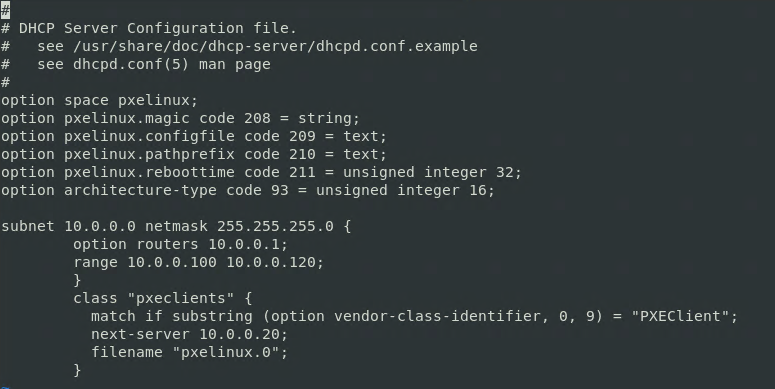 #
# DHCP Server Configuration file.
#   see /usr/share/doc/dhcp-server/dhcpd.conf.example
#   see dhcpd.conf(5) man page
#
option space pxelinux;
option pxelinux.magic code 208 = string;
option pxelinux.configfile code 209 = text;
option pxelinux.pathprefix code 210 = text;
option pxelinux.reboottime code 211 = unsigned integer 32;
option architecture-type code 93 = unsigned integer 16;

subnet 10.0.0.0 netmask 255.255.255.0 {
        option routers 10.0.0.1;
        range 10.0.0.100 10.0.0.120;
        }
        class "pxeclients" {
          match if substring (option vendor-class-identifier, 0, 9) = "PXEClient";
          next-server 10.0.0.20;
          filename "pxelinux.0";
        }
~